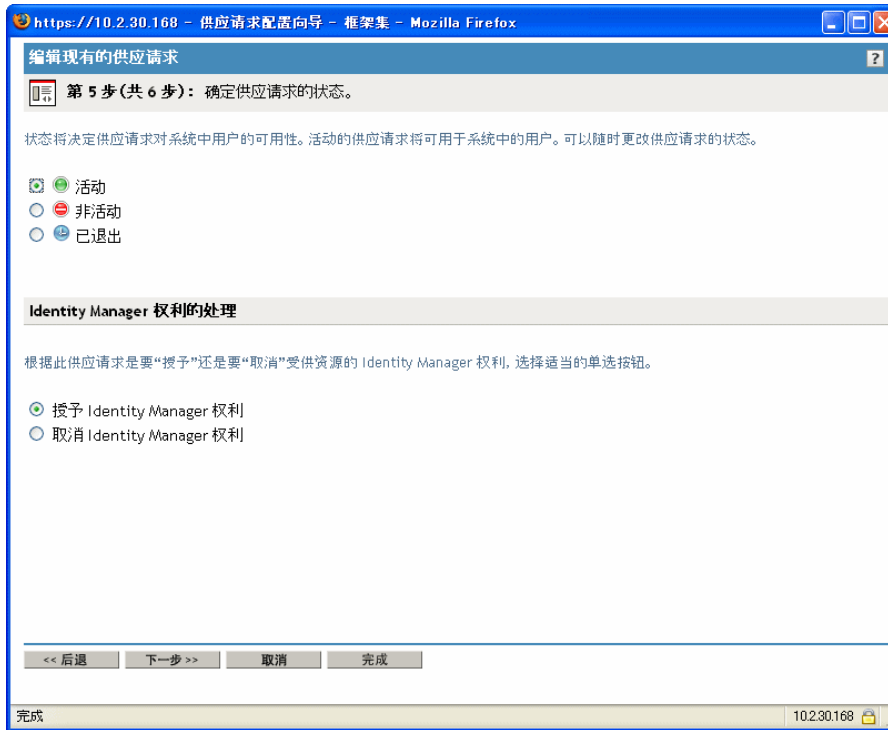 https://10.2.30.168 - 供应请求配置向导 - 框架集 - Mozilla Firefox
编辑现有的供应请求
?
第 5 步(共 6 步): 确定供应请求的状态。
状态将决定供应请求对系统中用户的可用性。活动的供应请求将可用于系统中的用户。可以随时更改供应请求的状态。
活动
非活动
已退出
Identity Manager 权利的处理
根据此供应请求是要“授予”还是要“取消”受供资源的 Identity Manager 权利, 选择适当的单选按钮。
授予 Identity Manager 权利
取消 Identity Manager 权利
<< 后退 下一步 >> 取消 完成
完成 10.2.30.168